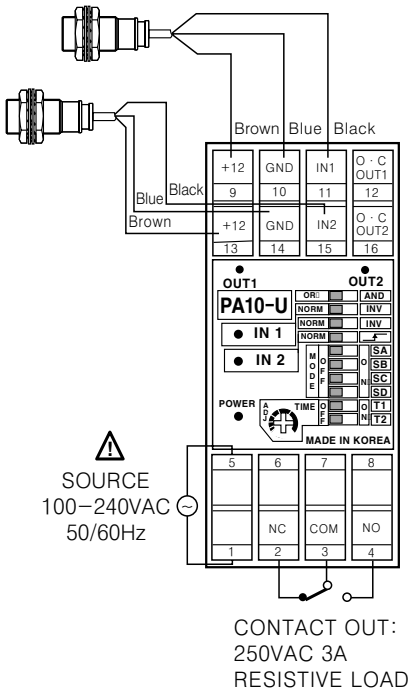 Brown Blue Black
+12 GND IN1 O · C OUT1
9 10 11 12
Black
Blue
Brown
+12 GND IN2 O · C OUT2
13 14 15 16
OUT1 OUT2
PA10-U
IN 1
IN 2
OR AND
NORM INV
NORM INV
NORM
MODE OFF ON
SA
SB
SC
SD
POWER
ADJ TIME OFF ON
T1
T2
MADE IN KOREA
5 6 7 8
SOURCE
100-240VAC
50/60Hz
NC COM NO
1 2 3 4
CONTACT OUT:
250VAC 3A
RESISTIVE LOAD